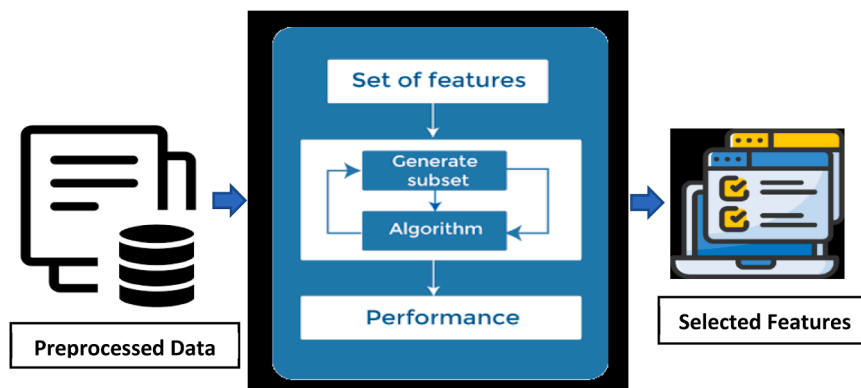 Set of features
Generate
subset
Algorithm
Performance
Preprocessed Data
Selected Features